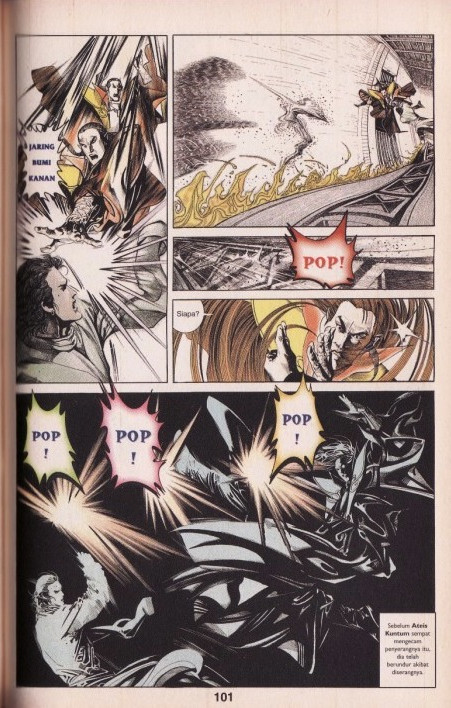 JARING
BUMI
KANAN
POP!
Siapa?
POP
!
POP
!
POP
!
Sebelum Ateis
Kuntum sempat
mengecam
penyerangnya itu,
dia telah
berundur akibat
diserangnya.
101